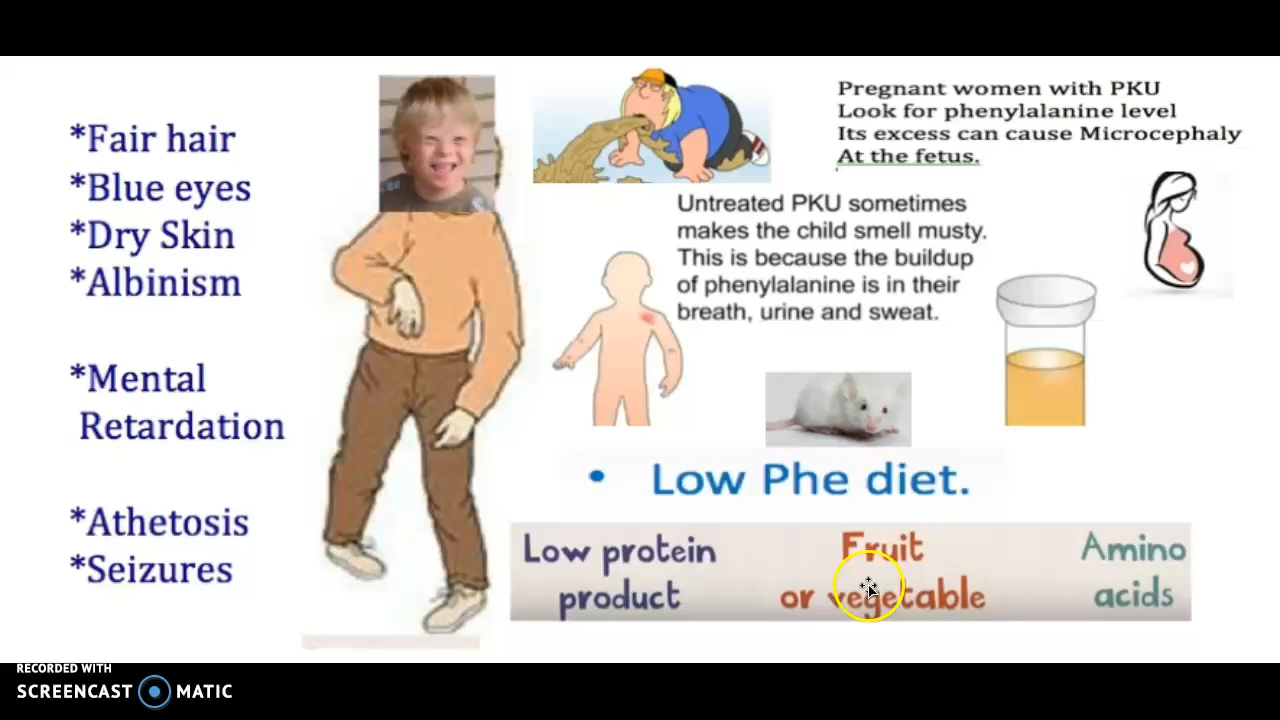 *Fair hair
*Blue eyes
*Dry Skin
*Albinism
*Mental
Retardation
*Athetosis
*Seizures
Pregnant women with PKU
Look for phenylalanine level
Its excess can cause Microcephaly
At the fetus.
Untreated PKU sometimes
makes the child smell musty.
This is because the buildup
of phenylalanine is in their
breath, urine and sweat.
• Low Phe diet.
Low protein
product
Fruit
or vegetable
Amino
acids
RECORDED WITH
SCREENCAST MATIC